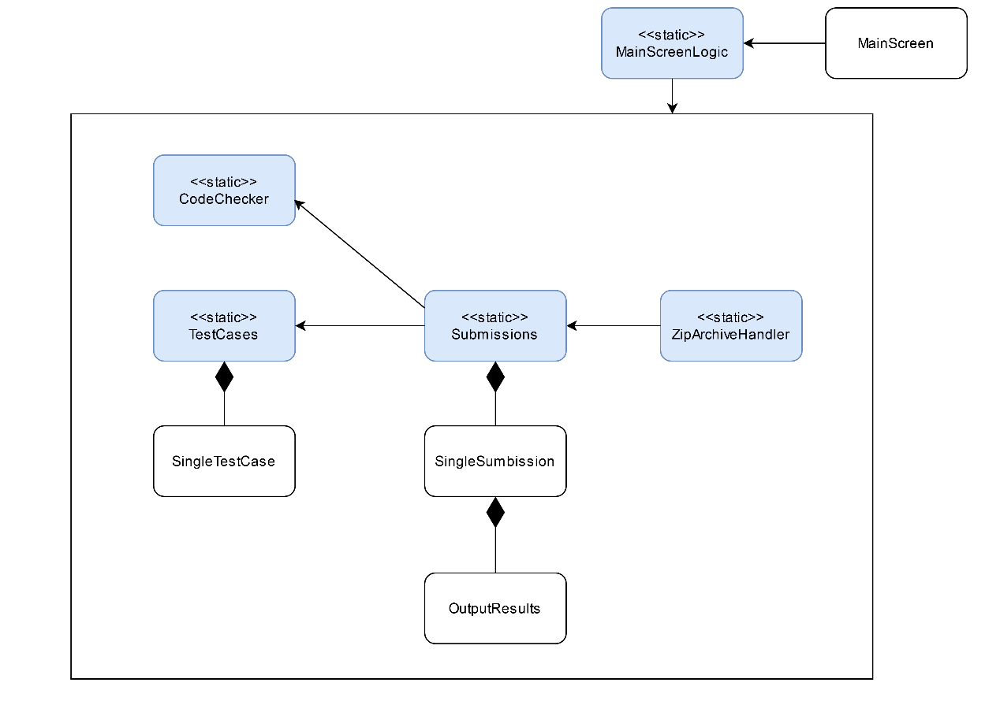 <<static>>
MainScreenLogic
MainScreen
<<static>>
CodeChecker
<<static>>
TestCases
<<static>>
Submissions
<<static>>
ZipArchiveHandler
SingleTestCase
SingleSumbission
OutputResults